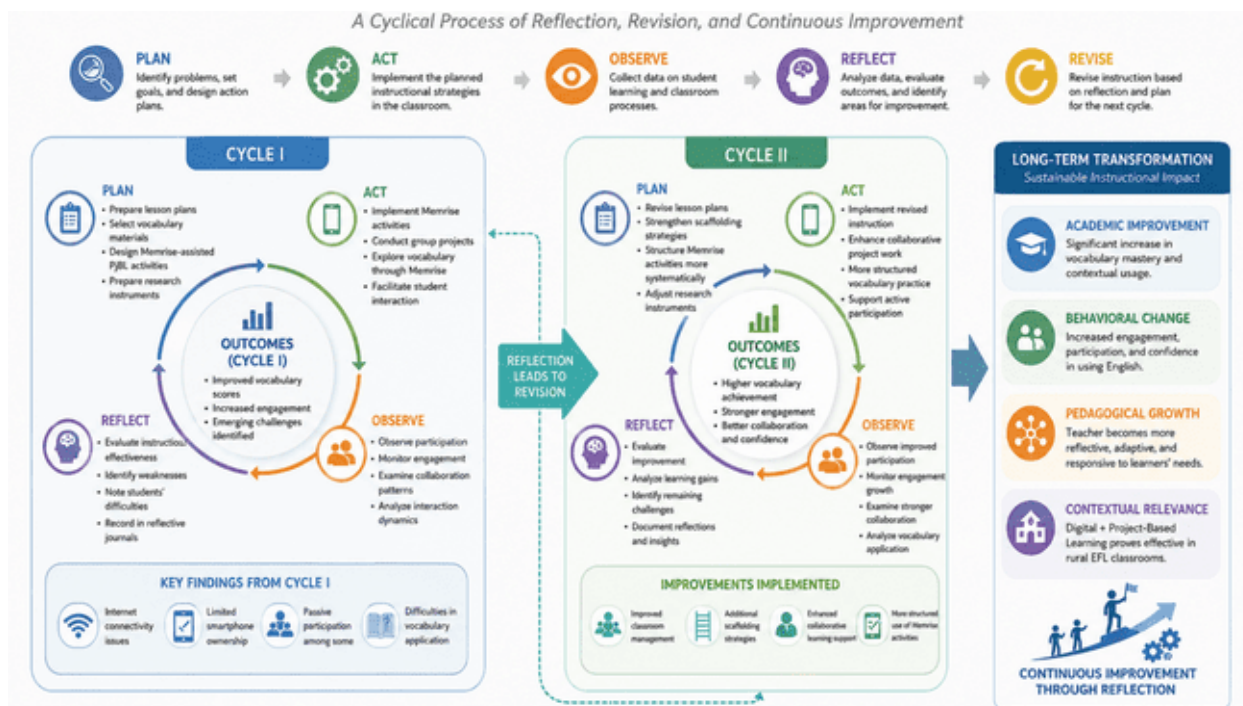 A Cyclical Process of Reflection, Revision, and Continuous Improvement
PLAN
Identify problems, set
goals, and design action
plans.
ACT
Implement the planned
instructional strategies
in the classroom.
OBSERVE
Collect data on student
learning and classroom
processes.
REFLECT
Analyze data, evaluate
outcomes, and identify
areas for improvement.
REVISE
Revise instruction based
on reflection and plan
for the next cycle.
CYCLE I
PLAN
• Prepare lesson plans
• Select vocabulary
materials
• Design Memrise-assisted
PjBL activities
• Prepare research
instruments
ACT
• Implement Memrise
activities
• Conduct group projects
• Explore vocabulary
through Memrise
• Facilitate student
interaction
OUTCOMES
(CYCLE I)
• Improved vocabulary
scores
• Increased engagement
• Emerging challenges
identified
REFLECT
• Evaluate instruction
effectiveness
• Identify weaknesses
• Note students'
difficulties
• Record in reflective
journals
OBSERVE
• Observe participation
• Monitor engagement
• Examine collaboration
patterns
• Analyze interaction
dynamics
KEY FINDINGS FROM CYCLE I
Internet
connectivity
issues
Limited
smartphone
ownership
Passive
participation
among some
Difficulties in
vocabulary
application
REFLECTION
LEADS TO
REVISION
CYCLE II
PLAN
• Revise lesson plans
• Strengthen scaffolding
strategies
• Structure Memrise
activities more
systematically
• Adjust research
instruments
ACT
• Implement revised
instruction
• Enhance collaborative
project work
• More structured
vocabulary practice
• Support active
participation
OUTCOMES
(CYCLE II)
• Higher vocabulary
achievement
• Stronger engagement
• Better collaboration
and confidence
REFLECT
• Evaluate
improvement
• Analyze learning gains
• Identify remaining
challenges
• Document reflections
and insights
OBSERVE
• Observe improved
participation
• Monitor engagement
growth
• Examine stronger
collaboration
• Analyze vocabulary
application
IMPROVEMENTS IMPLEMENTED
Improved
classroom
management
Additional
scaffolding
strategies
Enhanced
collaborative
learning support
More structured
use of Memrise
activities
LONG-TERM TRANSFORMATION
Sustainable Instructional Impact
ACADEMIC IMPROVEMENT
Significant increase in
vocabulary mastery and
contextual usage.
BEHAVIORAL CHANGE
Increased engagement,
participation, and confidence
in using English.
PEDAGOGICAL GROWTH
Teacher becomes more
reflective, adaptive, and
responsive to learners' needs.
CONTEXTUAL RELEVANCE
Digital + Project-Based
Learning proves effective in
rural EFL classrooms.
CONTINUOUS IMPROVEMENT
THROUGH REFLECTION